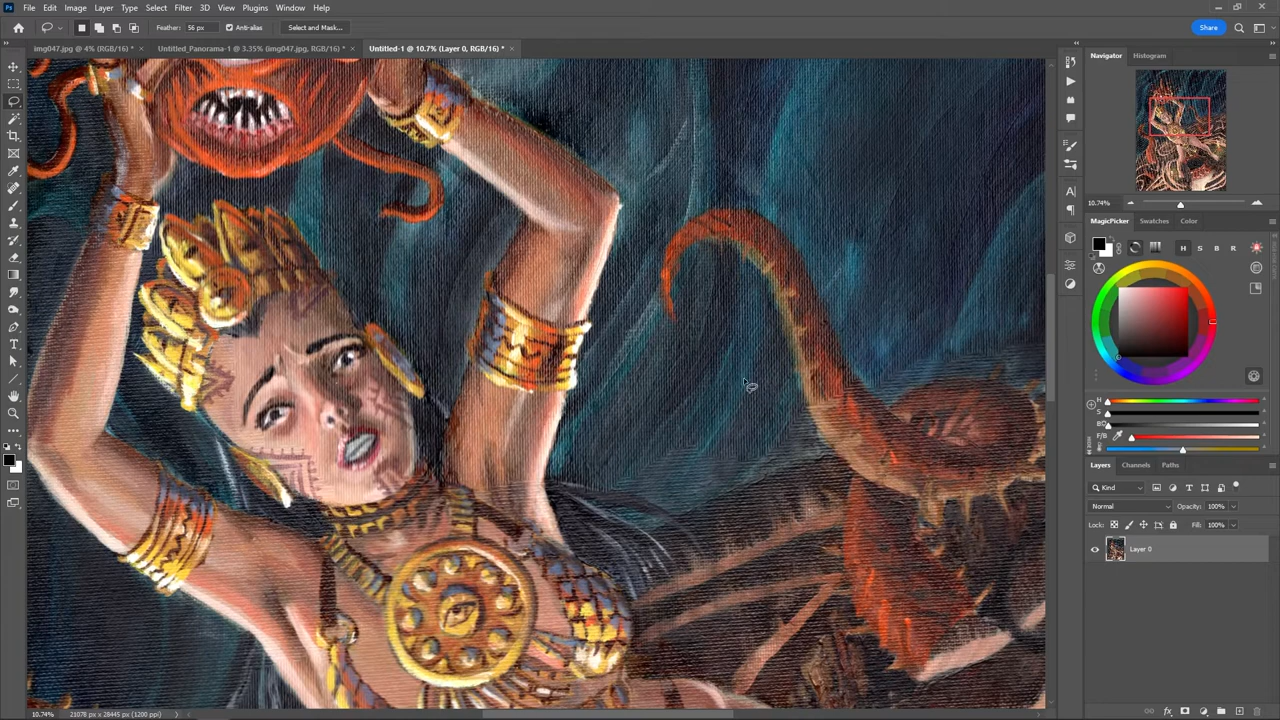 Ps File Edit Image Layer Type Select Filter 3D View Plugins Window Help
Feather: 56 px Anti-alias Select and Mask... Share
img047.jpg @ 4% (RGB/16) * × Untitled_Panorama-1 @ 3.35% (img047.jpg, RGB/16) * × Untitled-1 @ 10.7% (Layer 0, RGB/16) * ×
Navigator Histogram
10.74%
MagicPicker Swatches Color
H S B R
H
S
B
F/B
Layers Channels Paths
Kind
Normal Opacity: 100%
Lock: Fill: 100%
Layer 0
10.74% 21078 px x 28445 px (1200 ppi)